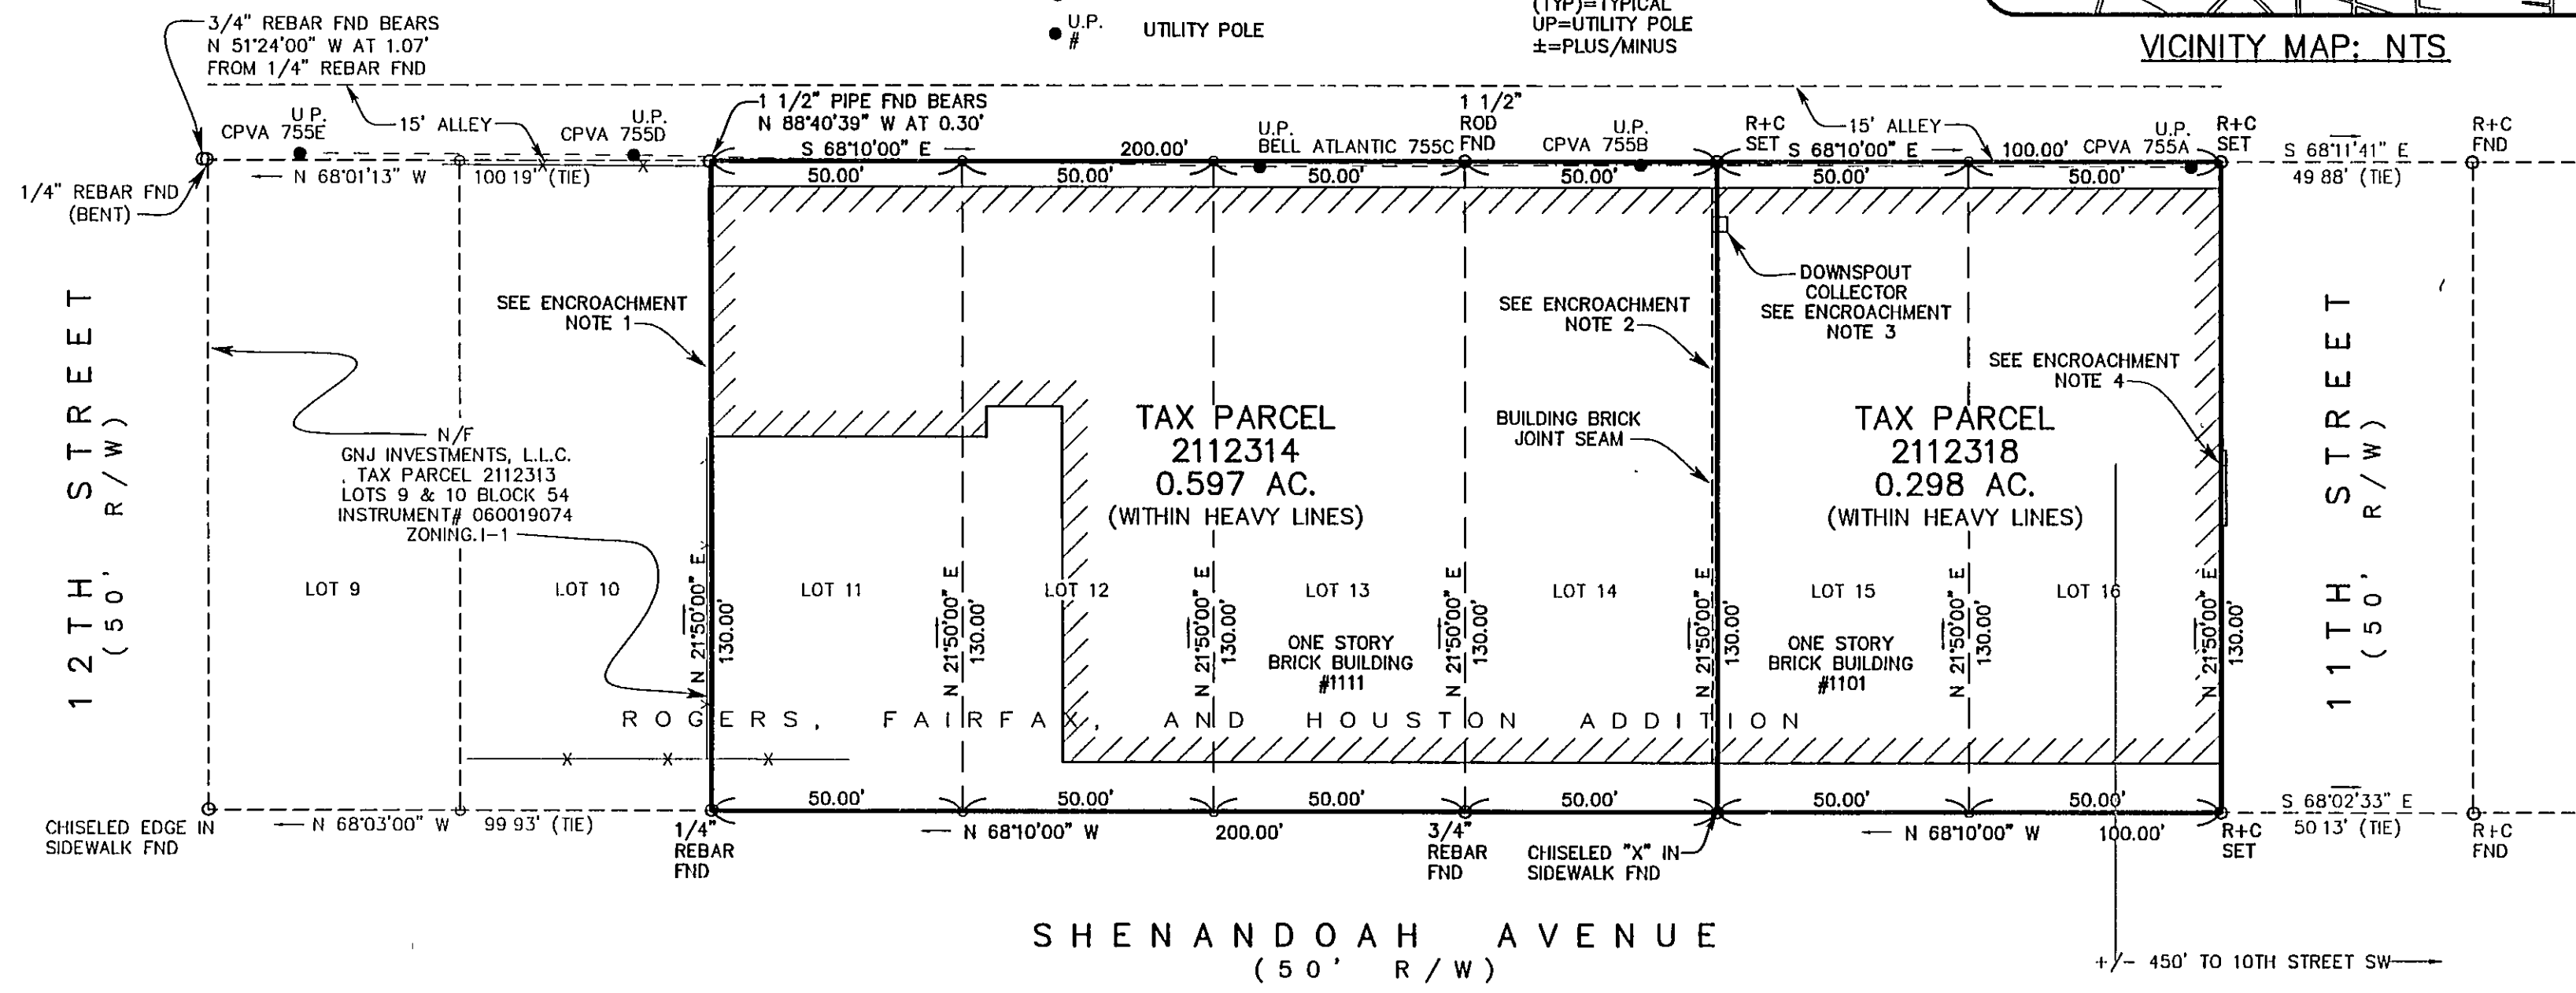 3/4" REBAR FND BEARS
N 51°24'00" W AT 1.07'
FROM 1/4" REBAR FND
U.P.
#
UTILITY POLE
(TYP)=TYPICAL
UP=UTILITY POLE
±=PLUS/MINUS
VICINITY MAP: NTS
U P.
CPVA 755E
15' ALLEY
U.P.
CPVA 755D
1 1/2" PIPE FND BEARS
N 88°40'39" W AT 0.30'
S 68°10'00" E
200.00'
U.P.
BELL ATLANTIC 755C
1 1/2"
ROD
FND
U.P.
CPVA 755B
R+C
SET
15' ALLEY
S 68°10'00" E
100.00'
U.P.
CPVA 755A
R+C
SET
S 68°11'41" E
49 88' (TIE)
R+C
FND
1/4" REBAR FND
(BENT)
N 68°01'13" W
100 19' (TIE)
50.00'
50.00'
50.00'
50.00'
50.00'
50.00'
SEE ENCROACHMENT
NOTE 1
SEE ENCROACHMENT
NOTE 2
DOWNSPOUT
COLLECTOR
SEE ENCROACHMENT
NOTE 3
SEE ENCROACHMENT
NOTE 4
BUILDING BRICK
JOINT SEAM
12TH STREET
(50' R/W)
N/F
GNJ INVESTMENTS, L.L.C.
TAX PARCEL 2112313
LOTS 9 & 10 BLOCK 54
INSTRUMENT# 060019074
ZONING.I-1
TAX PARCEL
2112314
0.597 AC.
(WITHIN HEAVY LINES)
TAX PARCEL
2112318
0.298 AC.
(WITHIN HEAVY LINES)
11TH STREET
(50' R/W)
LOT 9
LOT 10
LOT 11
LOT 12
LOT 13
LOT 14
LOT 15
LOT 16
N 21°50'00" E
130.00'
N 21°50'00" E
130.00'
N 21°50'00" E
130.00'
N 21°50'00" E
130.00'
N 21°50'00" E
130.00'
N 21°50'00" E
130.00'
N 21°50'00" E
130.00'
ONE STORY
BRICK BUILDING
#1111
ONE STORY
BRICK BUILDING
#1101
ROGERS, FAIRFAX, AND HOUSTON ADDITION
50.00'
50.00'
50.00'
50.00'
50.00'
50.00'
CHISELED EDGE IN
SIDEWALK FND
N 68°03'00" W
99 93' (TIE)
1/4"
REBAR
FND
N 68°10'00" W
200.00'
3/4"
REBAR
FND
CHISELED "X" IN
SIDEWALK FND
N 68°10'00" W
100.00'
R+C
SET
S 68°02'33" E
50 13' (TIE)
R+C
FND
SHENANDOAH AVENUE
(50' R/W)
+/- 450' TO 10TH STREET SW